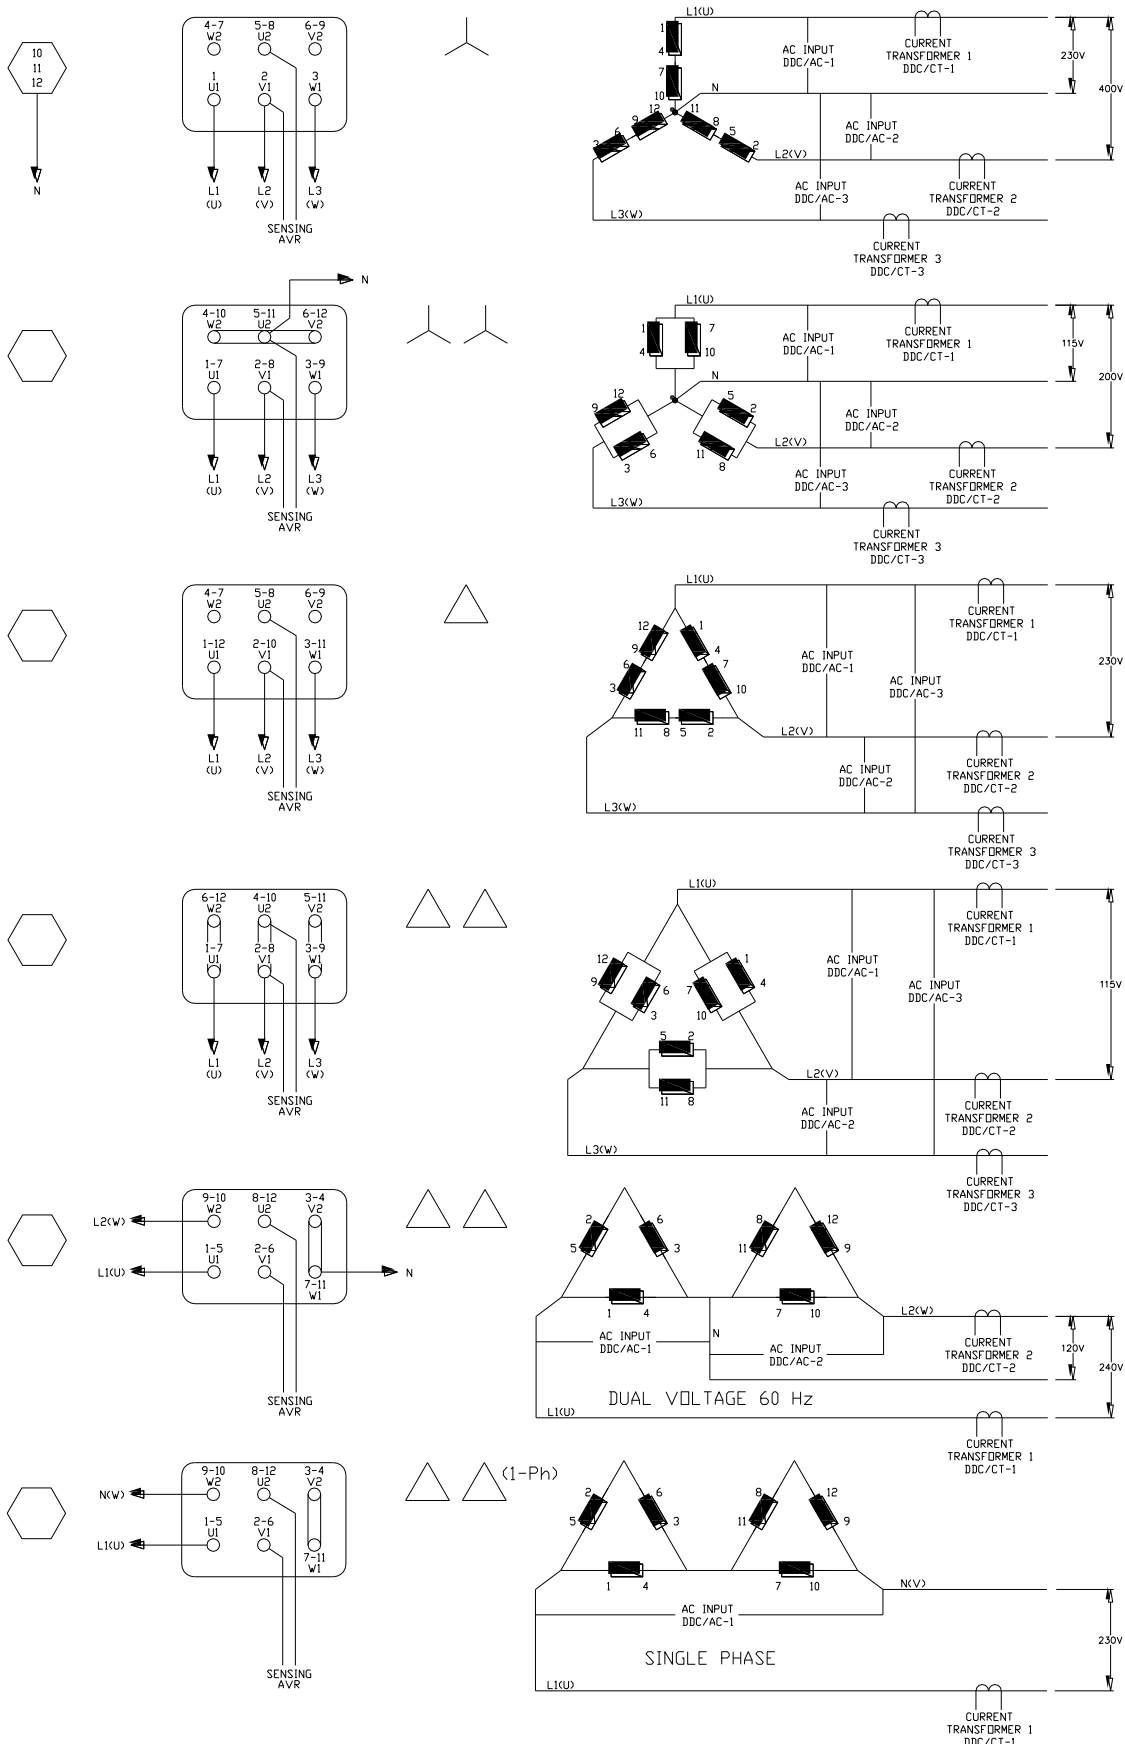 10
11
12
N
4-7 5-8 6-9
W2 U2 V2
1 2 3
U1 V1 W1
L1 L2 L3
(U) (V) (W)
SENSING
AVR
L1(U)
1
4
7
10
N
12
9
6
3
11
8
5
2
L2(V)
L3(W)
AC INPUT
DDC/AC-1
AC INPUT
DDC/AC-2
AC INPUT
DDC/AC-3
CURRENT
TRANSFORMER 1
DDC/CT-1
CURRENT
TRANSFORMER 2
DDC/CT-2
CURRENT
TRANSFORMER 3
DDC/CT-3
230V
400V
N
4-10 5-11 6-12
W2 U2 V2
1-7 2-8 3-9
U1 V1 W1
L1 L2 L3
(U) (V) (W)
SENSING
AVR
L1(U)
1 7
4 10
N
12
9
6
3
5
2
11
8
L2(V)
L3(W)
AC INPUT
DDC/AC-1
AC INPUT
DDC/AC-2
AC INPUT
DDC/AC-3
CURRENT
TRANSFORMER 1
DDC/CT-1
CURRENT
TRANSFORMER 2
DDC/CT-2
CURRENT
TRANSFORMER 3
DDC/CT-3
115V
200V
4-7 5-8 6-9
W2 U2 V2
1-12 2-10 3-11
U1 V1 W1
L1 L2 L3
(U) (V) (W)
SENSING
AVR
L1(U)
12 1
9 4
6 7
3 10
11 8 5 2
L2(V)
L3(W)
AC INPUT
DDC/AC-1
AC INPUT
DDC/AC-3
AC INPUT
DDC/AC-2
CURRENT
TRANSFORMER 1
DDC/CT-1
CURRENT
TRANSFORMER 2
DDC/CT-2
CURRENT
TRANSFORMER 3
DDC/CT-3
230V
6-12 4-10 5-11
W2 U2 V2
1-7 2-8 3-9
U1 V1 W1
L1 L2 L3
(U) (V) (W)
SENSING
AVR
L1(U)
12 1
9 6 7 4
3 10
5 2
11 8
L2(V)
L3(W)
AC INPUT
DDC/AC-1
AC INPUT
DDC/AC-3
AC INPUT
DDC/AC-2
CURRENT
TRANSFORMER 1
DDC/CT-1
CURRENT
TRANSFORMER 2
DDC/CT-2
CURRENT
TRANSFORMER 3
DDC/CT-3
115V
9-10 8-12 3-4
W2 U2 V2
L2(W)
1-5 2-6
U1 V1
L1(U)
7-11
W1
N
SENSING
AVR
2 6 8 12
5 3 11 9
1 4 7 10
L2(W)
N
AC INPUT
DDC/AC-1
AC INPUT
DDC/AC-2
CURRENT
TRANSFORMER 2
DDC/CT-2
120V
240V
DUAL VOLTAGE 60 Hz
L1(U)
CURRENT
TRANSFORMER 1
DDC/CT-1
9-10 8-12 3-4
W2 U2 V2
N(W)
1-5 2-6
U1 V1
L1(U)
7-11
W1
SENSING
AVR
(1-Ph)
2 6 8 12
5 3 11 9
1 4 7 10
N(V)
AC INPUT
DDC/AC-1
SINGLE PHASE
230V
L1(U)
CURRENT
TRANSFORMER 1
DDC/CT-1